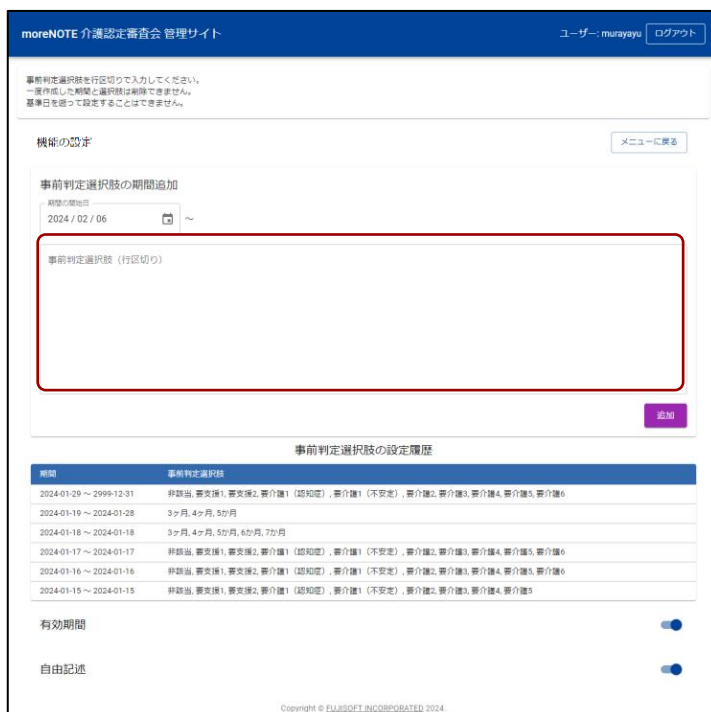 moreNOTE 介護認定審査会 管理サイト
ユーザー: murayayu ログアウト
事前判定選択肢を行区切りで入力してください。
一度作成した期間と選択肢は削除できません。
基準日を遡って設定することはできません。
機能の設定
メニューに戻る
事前判定選択肢の期間追加
期間の開始日
2024 / 02 / 06 ～
事前判定選択肢（行区切り）
追加
事前判定選択肢の設定履歴
期間 事前判定選択肢
2024-01-29 ～ 2999-12-31 非該当, 要支援1, 要支援2, 要介護1（認知症）, 要介護1（不安定）, 要介護2, 要介護3, 要介護4, 要介護5, 要介護6
2024-01-19 ～ 2024-01-28 3ヶ月, 4ヶ月, 5か月
2024-01-18 ～ 2024-01-18 3ヶ月, 4ヶ月, 5か月, 6か月, 7か月
2024-01-17 ～ 2024-01-17 非該当, 要支援1, 要支援2, 要介護1（認知症）, 要介護1（不安定）, 要介護2, 要介護3, 要介護4, 要介護5, 要介護6
2024-01-16 ～ 2024-01-16 非該当, 要支援1, 要支援2, 要介護1（認知症）, 要介護1（不安定）, 要介護2, 要介護3, 要介護4, 要介護5, 要介護6
2024-01-15 ～ 2024-01-15 非該当, 要支援1, 要支援2, 要介護1（認知症）, 要介護1（不安定）, 要介護2, 要介護3, 要介護4, 要介護5
有効期間
自由記述
Copyright © FUJISOFT INCORPORATED 2024.